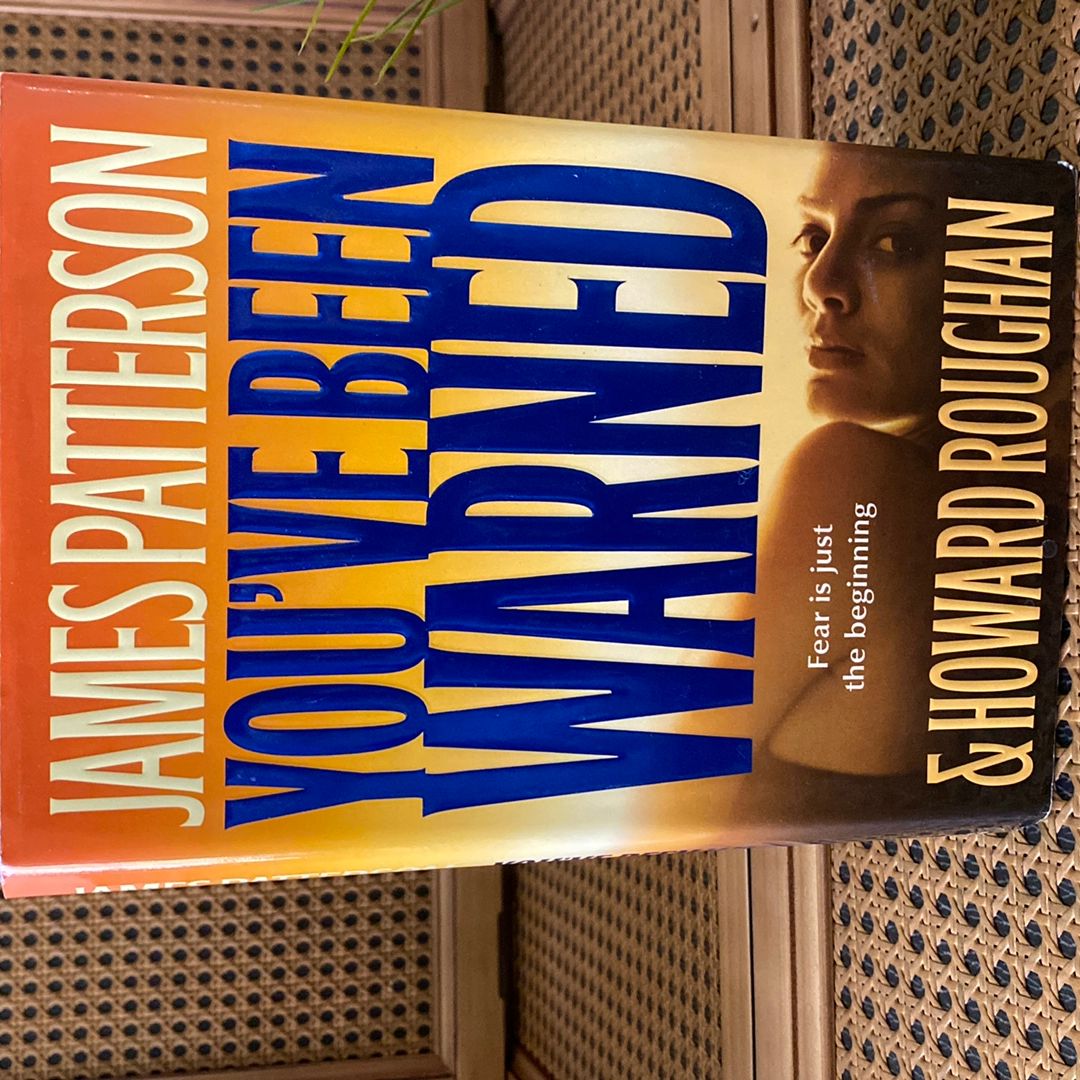 JAMES PATTERSON
YOU'VE BEEN
WARNED
Fear is just
the beginning
& HOWARD ROUGHAN